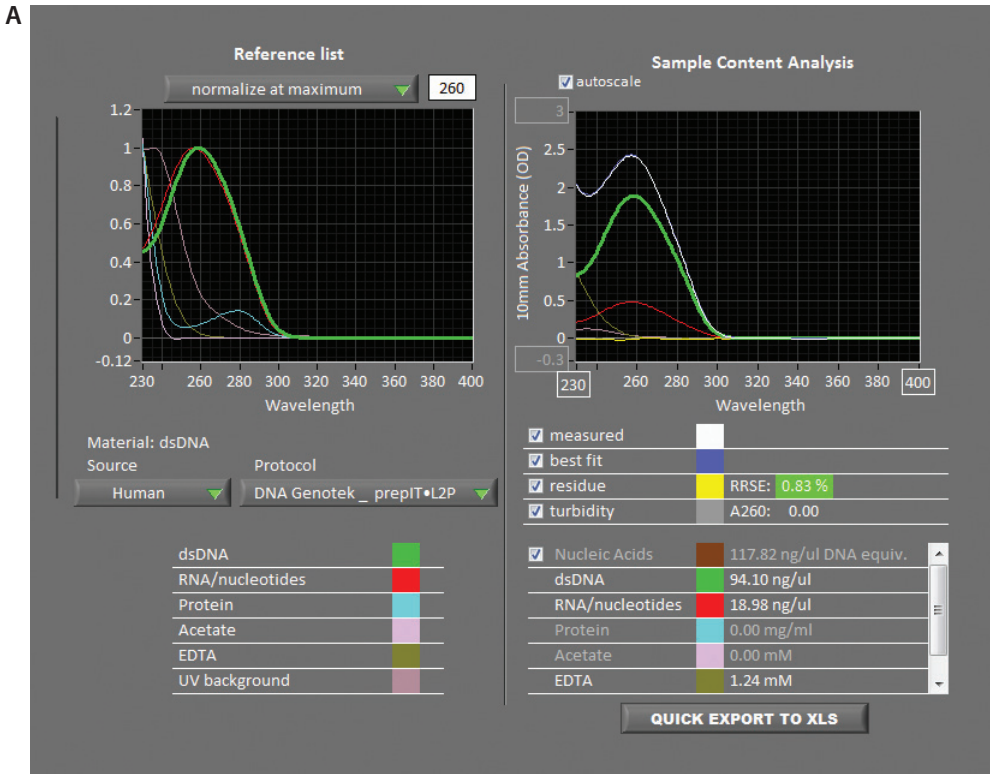 A
Reference list
normalize at maximum 260
1.2
1
0.8
0.6
0.4
0.2
0
-0.12
230 260 280 300 320 340 360 380 400
Wavelength
Material: dsDNA
Source Protocol
Human DNA Genotek _ prepIT•L2P
dsDNA
RNA/nucleotides
Protein
Acetate
EDTA
UV background
Sample Content Analysis
autoscale
10mm Absorbance (OD)
3
2.5
2
1.5
1
0.5
0
-0.3
230 260 280 300 320 340 360 380 400
Wavelength
measured
best fit
residue RRSE: 0.83 %
turbidity A260: 0.00
Nucleic Acids 117.82 ng/ul DNA equiv.
dsDNA 94.10 ng/ul
RNA/nucleotides 18.98 ng/ul
Protein 0.00 mg/ml
Acetate 0.00 mM
EDTA 1.24 mM
QUICK EXPORT TO XLS